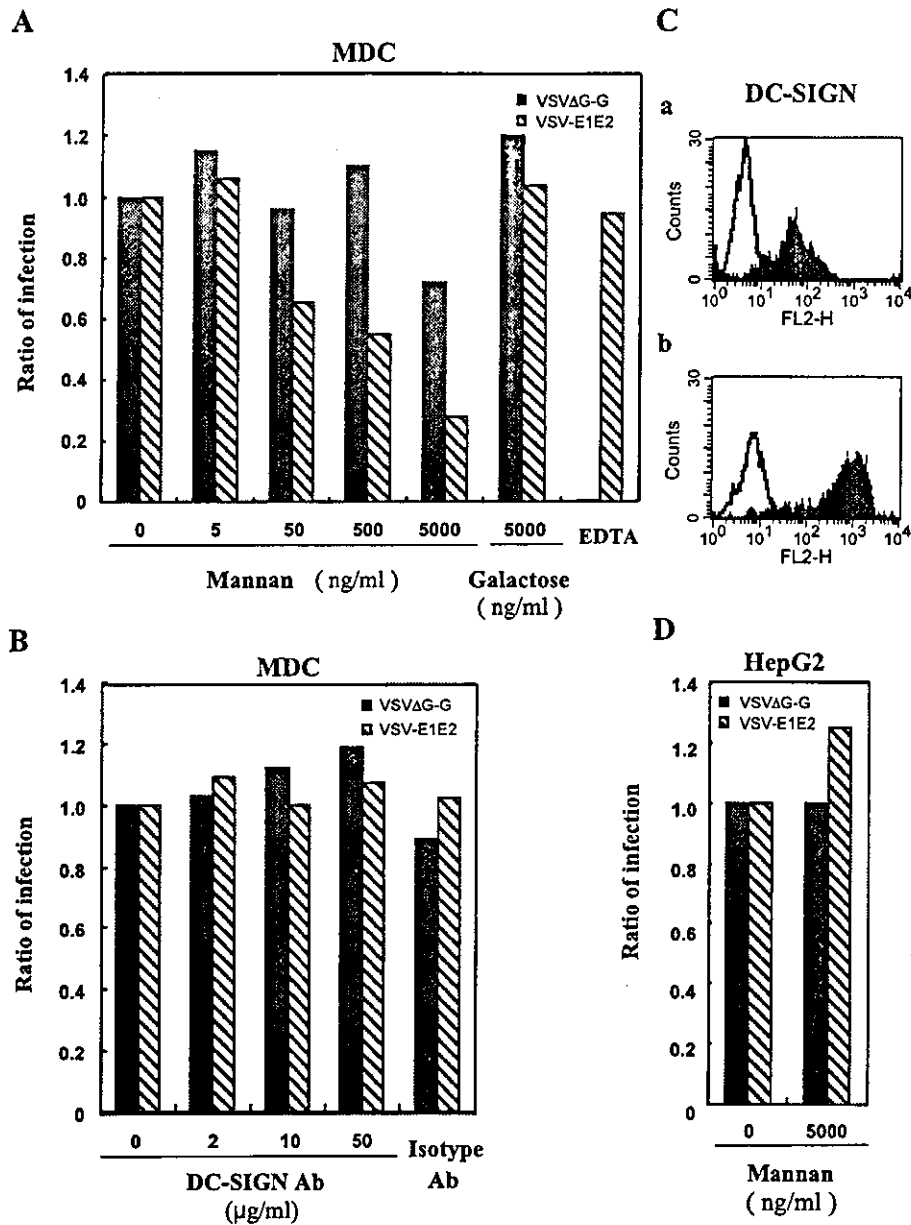 A
MDC
1.4
1.2
1.0
0.8
0.6
0.4
0.2
0
Ratio of infection
VSVΔG-G
VSV-E1E2
0 5 50 500 5000 5000 EDTA
Mannan ( ng/ml ) Galactose
( ng/ml )
C
a
DC-SIGN
30
0
Counts
10⁰ 10¹ 10² 10³ 10⁴
FL2-H
b
30
0
Counts
10⁰ 10¹ 10² 10³ 10⁴
FL2-H
B
MDC
1.4
1.2
1.0
0.8
0.6
0.4
0.2
0
Ratio of infection
VSVΔG-G
VSV-E1E2
0 2 10 50 Isotype
DC-SIGN Ab Ab
(μg/ml)
D
HepG2
1.4
1.2
1.0
0.8
0.6
0.4
0.2
0
Ratio of infection
VSVΔG-G
VSV-E1E2
0 5000
Mannan
( ng/ml )